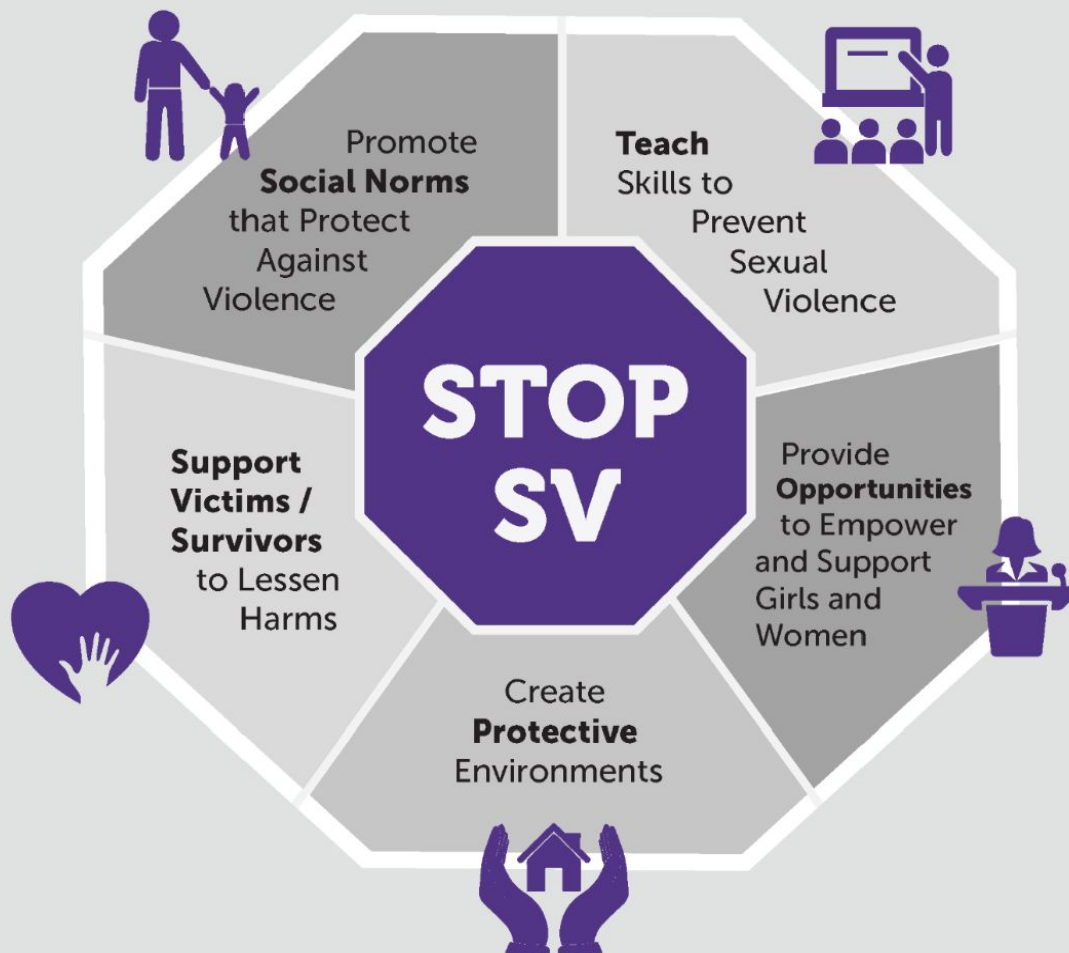 Promote
Social Norms
that Protect
Against
Violence
Teach
Skills to
Prevent
Sexual
Violence
STOP
SV
Support
Victims /
Survivors
to Lessen
Harms
Provide
Opportunities
to Empower
and Support
Girls and
Women
Create
Protective
Environments